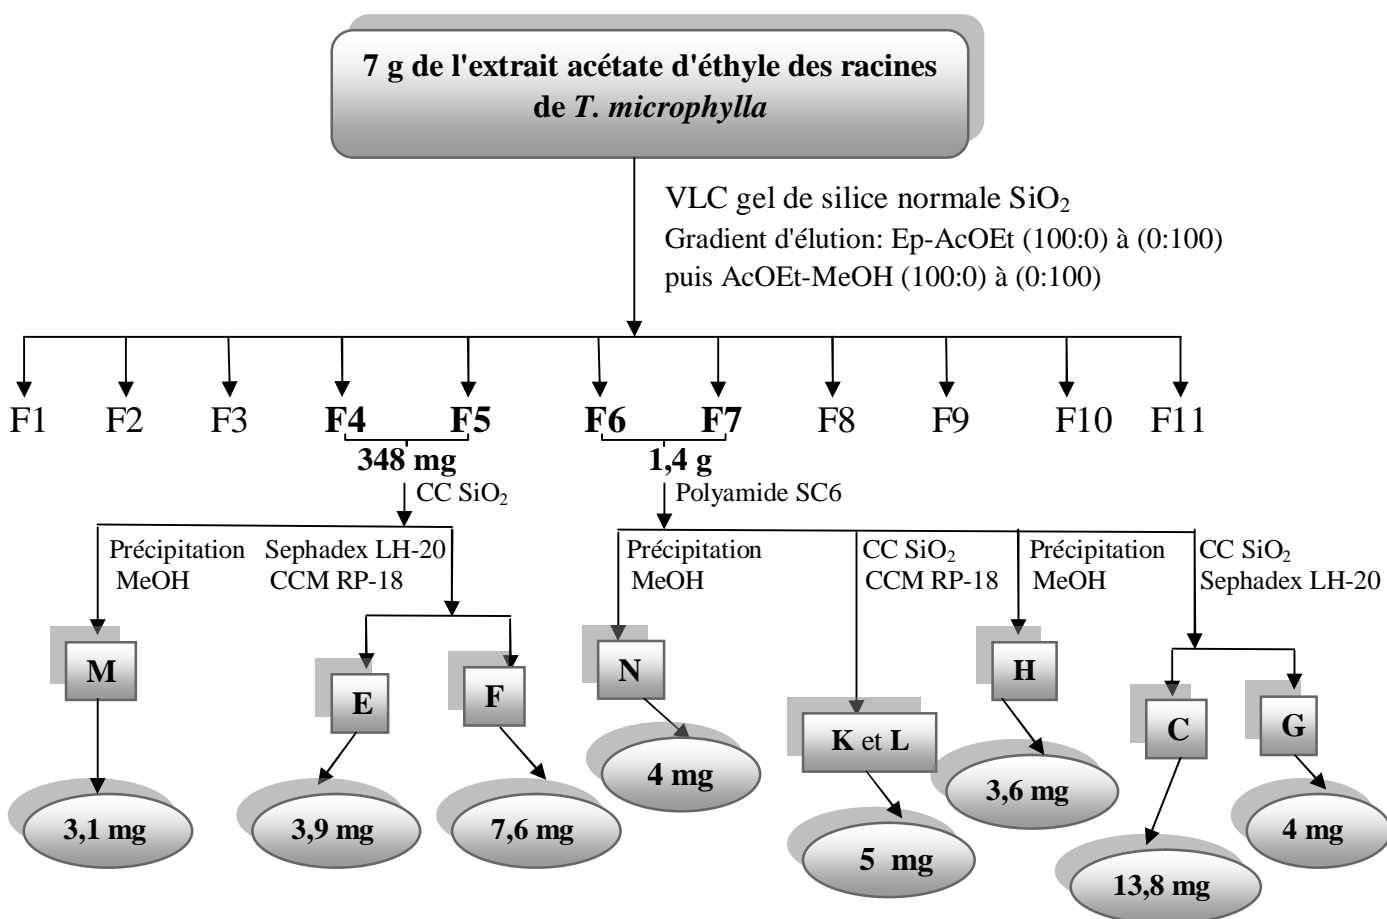 7 g de l'extrait acétate d'éthyle des racines
de T. microphylla
VLC gel de silice normale SiO₂
Gradient d'élution: Ep-AcOEt (100:0) à (0:100)
puis AcOEt-MeOH (100:0) à (0:100)
F1 F2 F3 F4 F5 F6 F7 F8 F9 F10 F11
348 mg 1,4 g
CC SiO₂ Polyamide SC6
Précipitation
MeOH
Sephadex LH-20
CCM RP-18
Précipitation
MeOH
CC SiO₂
CCM RP-18
Précipitation
MeOH
CC SiO₂
Sephadex LH-20
M
E
F
N
K et L
H
C
G
3,1 mg
3,9 mg
7,6 mg
4 mg
5 mg
3,6 mg
13,8 mg
4 mg